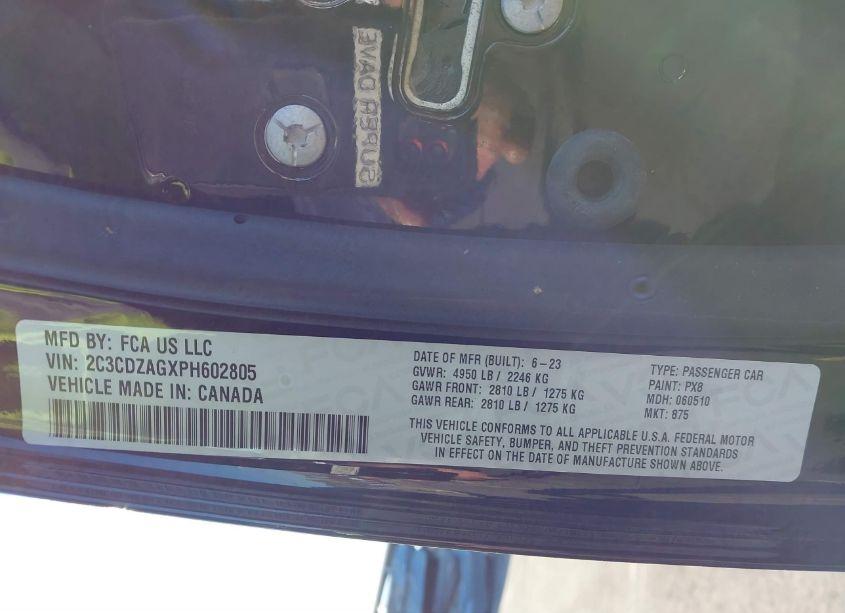 SUPER DAVE
MFD BY: FCA US LLC
VIN: 2C3CDZAGXPH602805
VEHICLE MADE IN: CANADA
DATE OF MFR (BUILT): 6-23
GVWR: 4950 LB / 2246 KG
GAWR FRONT: 2810 LB / 1275 KG
GAWR REAR: 2810 LB / 1275 KG
THIS VEHICLE CONFORMS TO ALL APPLICABLE U.S.A. FEDERAL MOTOR
VEHICLE SAFETY, BUMPER, AND THEFT PREVENTION STANDARDS
IN EFFECT ON THE DATE OF MANUFACTURE SHOWN ABOVE.
TYPE: PASSENGER CAR
PAINT: PX8
MDH: 060510
MKT: 875